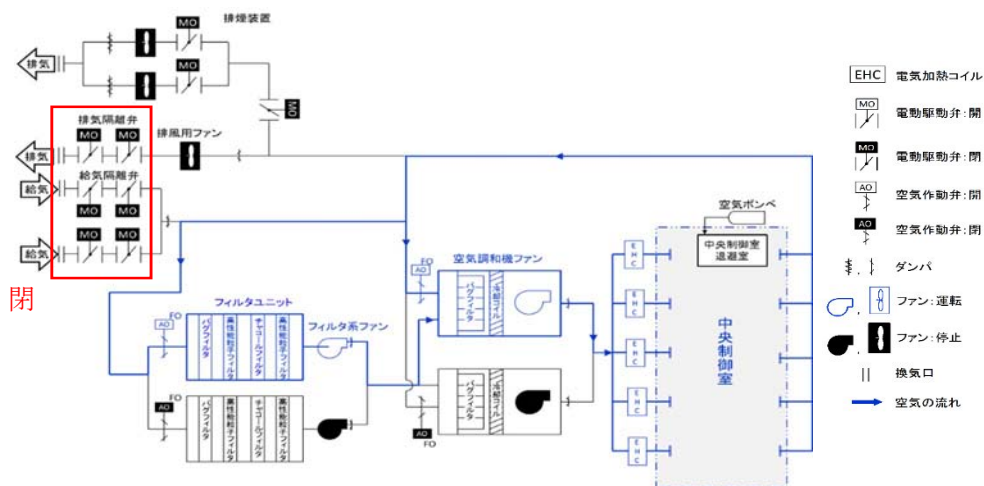 MO
排煙装置
排気
MO
MO
排気隔離弁
MO
MO
排風用ファン
排気
給気隔離弁
給気
MO
MO
MO
MO
給気
閉
EHC
電気加熱コイル
MO
電動駆動弁:開
MO
電動駆動弁:閉
AO
空気作動弁:開
AO
空気作動弁:閉
ダンパ
ファン:運転
ファン:停止
換気口
空気の流れ
空気ボンベ
中央制御室
退避室
中央制御室
EHC
EHC
EHC
EHC
EHC
空気調和機ファン
FO
AO
バグフィルタ
冷却コイル
バグフィルタ
冷却コイル
AO
FO
フィルタユニット
フィルタ系ファン
FO
AO
バグフィルタ
高性能粒子フィルタ
チャコールフィルタ
高性能粒子フィルタ
FO
AO
バグフィルタ
高性能粒子フィルタ
チャコールフィルタ
高性能粒子フィルタ